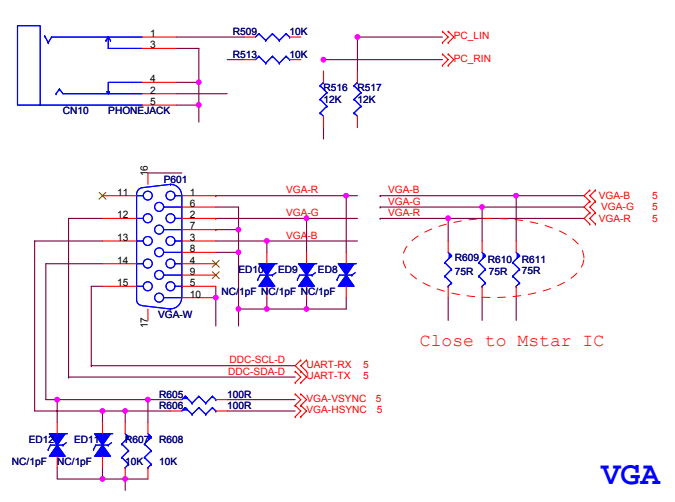 1
3
4
2
5
CN10 PHONEJACK
R509 10K
R513 10K
PC_LIN
PC_RIN
R516 R517
12K 12K
16
P601
11 1
6
12 2
7
13 3
8
14 4
9
15 5
10
17
VGA-W
VGA-R
VGA-G
VGA-B
VGA-B
VGA-G
VGA-R
VGA-B 5
VGA-G 5
VGA-R 5
ED10 ED9 ED8
NC/1pF NC/1pF NC/1pF
R609 R610 R611
75R 75R 75R
Close to Mstar IC
DDC-SCL-D UART-RX 5
DDC-SDA-D UART-TX 5
R605 100R VGA-VSYNC 5
R606 100R VGA-HSYNC 5
ED12 ED11 R607 R608
NC/1pF NC/1pF 10K 10K
VGA